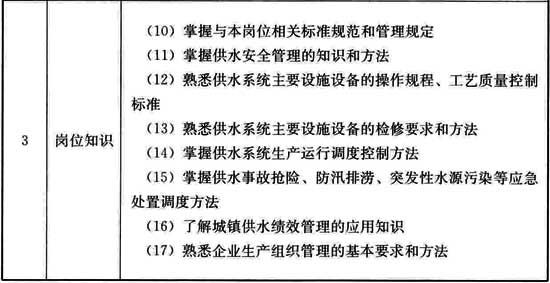 （10）掌握与本岗位相关标准规范和管理规定
（11）掌握供水安全管理的知识和方法
（12）熟悉供水系统主要设施设备的操作规程、工艺质量控制
标准
（13）熟悉供水系统主要设施设备的检修要求和方法
3 岗位知识
（14）掌握供水系统生产运行调度控制方法
（15）掌握供水事故抢险、防汛排涝、突发性水源污染等应急
处置调度方法
（16）了解城镇供水绩效管理的应用知识
（17）熟悉企业生产组织管理的基本要求和方法